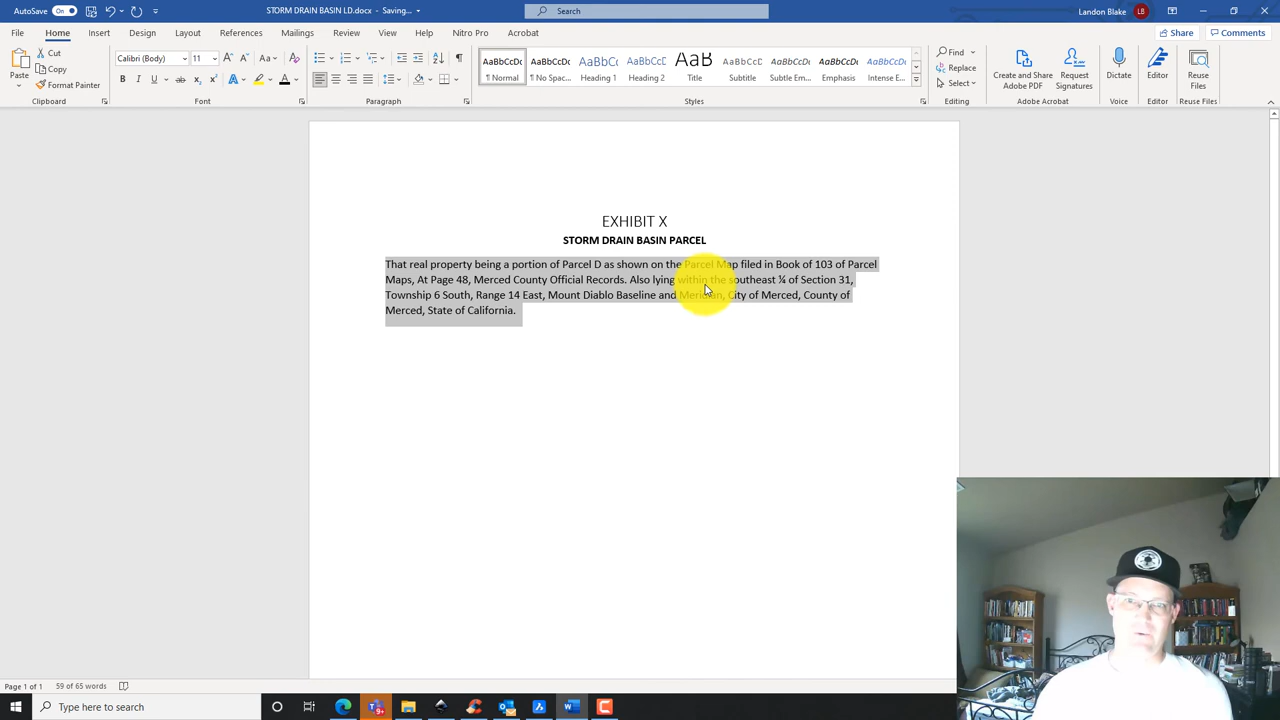 AutoSave On STORM DRAIN BASIN LD.docx - Saving... Search Landon Blake LB
File Home Insert Design Layout References Mailings Review View Help Nitro Pro Acrobat Share Comments
Paste Cut Copy Format Painter
Calibri (Body) 11
¶ Normal ¶ No Spac... Heading 1 Heading 2 Title Subtitle Subtle Em... Emphasis Intense E...
Find Replace Select
Create and Share Adobe PDF Request Signatures Dictate Editor Reuse Files
Clipboard Font Paragraph Styles Editing Adobe Acrobat Voice Editor Reuse Files
EXHIBIT X
STORM DRAIN BASIN PARCEL
That real property being a portion of Parcel D as shown on the Parcel Map filed in Book of 103 of Parcel
Maps, At Page 48, Merced County Official Records. Also lying within the southeast ¼ of Section 31,
Township 6 South, Range 14 East, Mount Diablo Baseline and Meridian, City of Merced, County of
Merced, State of California.
Page 1 of 1 59 of 65 words
Type here to search